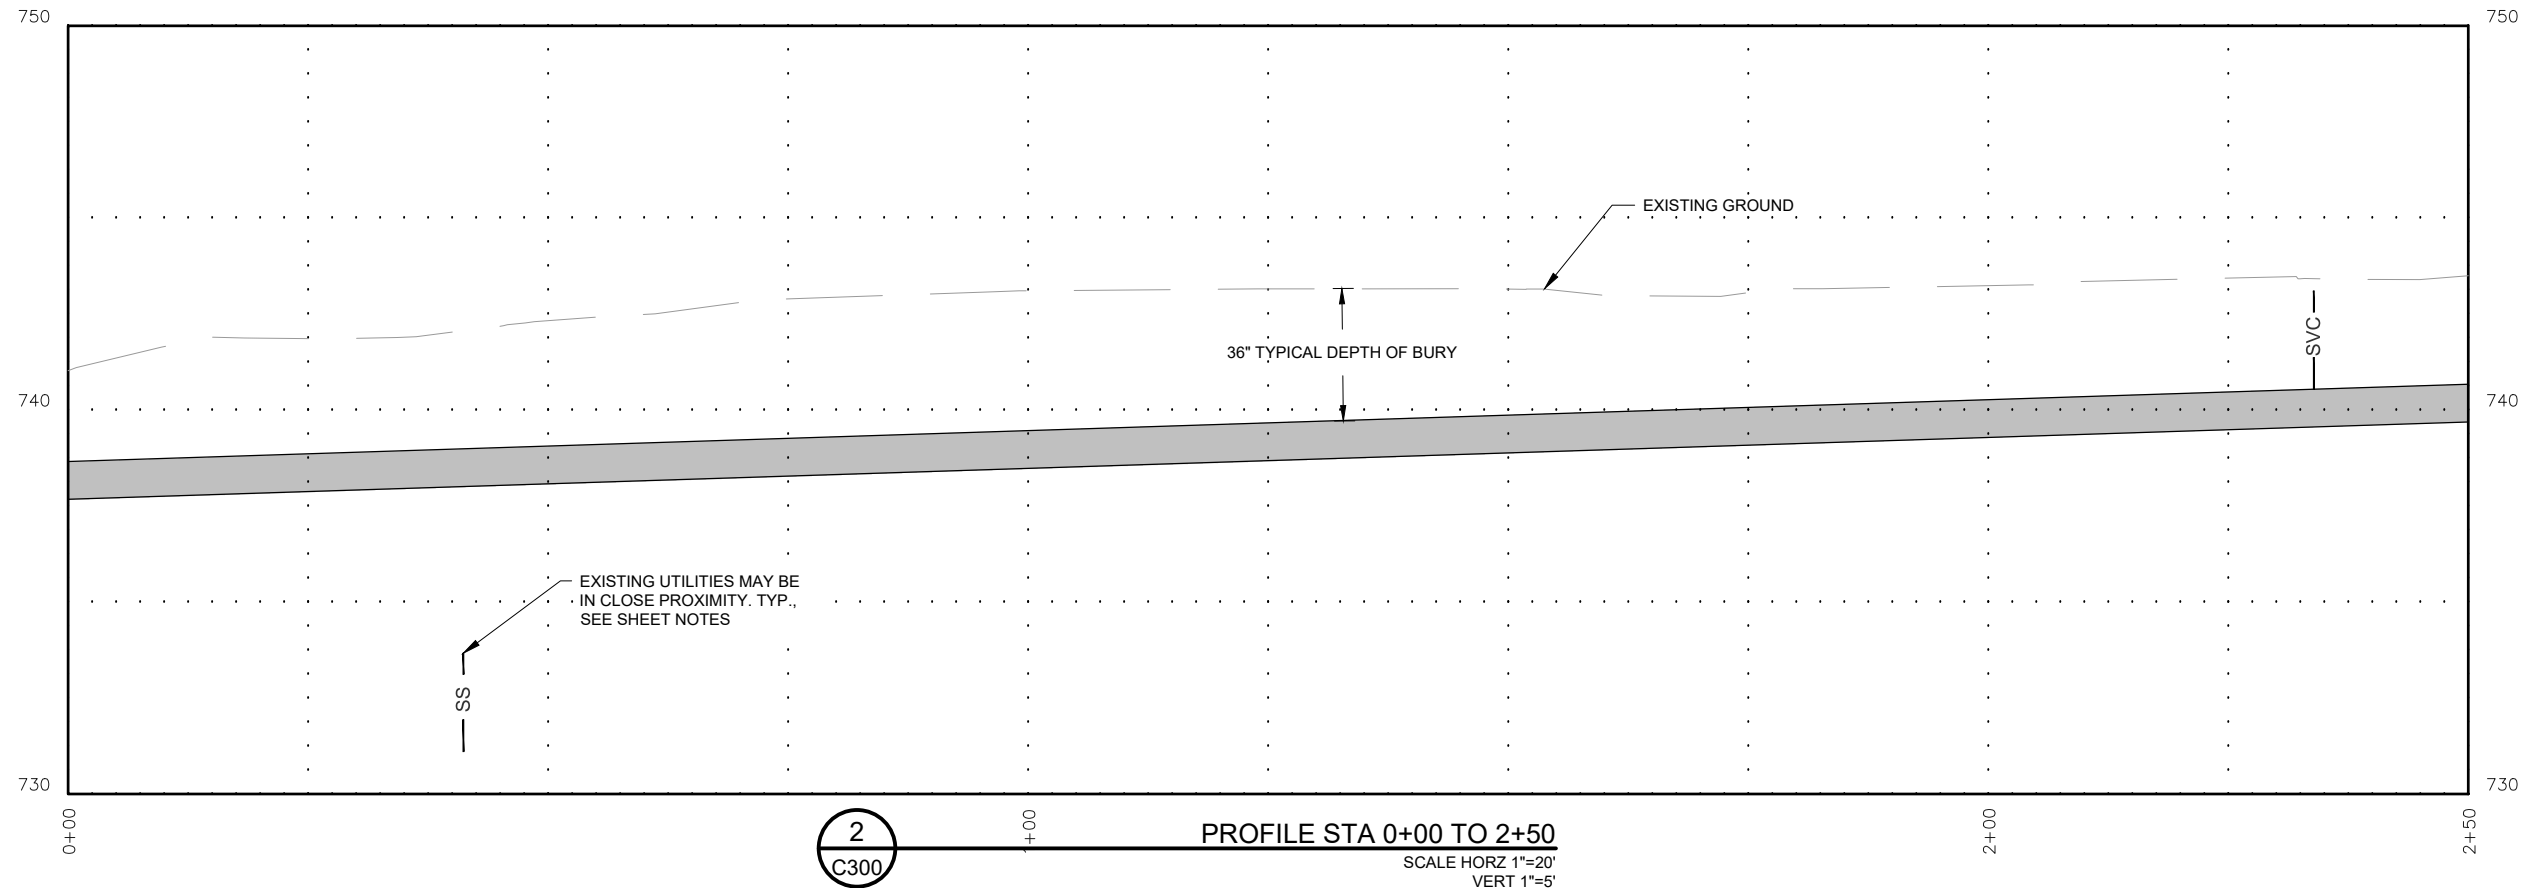 750
750
EXISTING GROUND
36" TYPICAL DEPTH OF BURY
SVC
740
740
EXISTING UTILITIES MAY BE
IN CLOSE PROXIMITY. TYP.,
SEE SHEET NOTES
SS
730
730
0+00
+00
2+00
2+50
2
C300
PROFILE STA 0+00 TO 2+50
SCALE HORZ 1"=20'
VERT 1"=5'